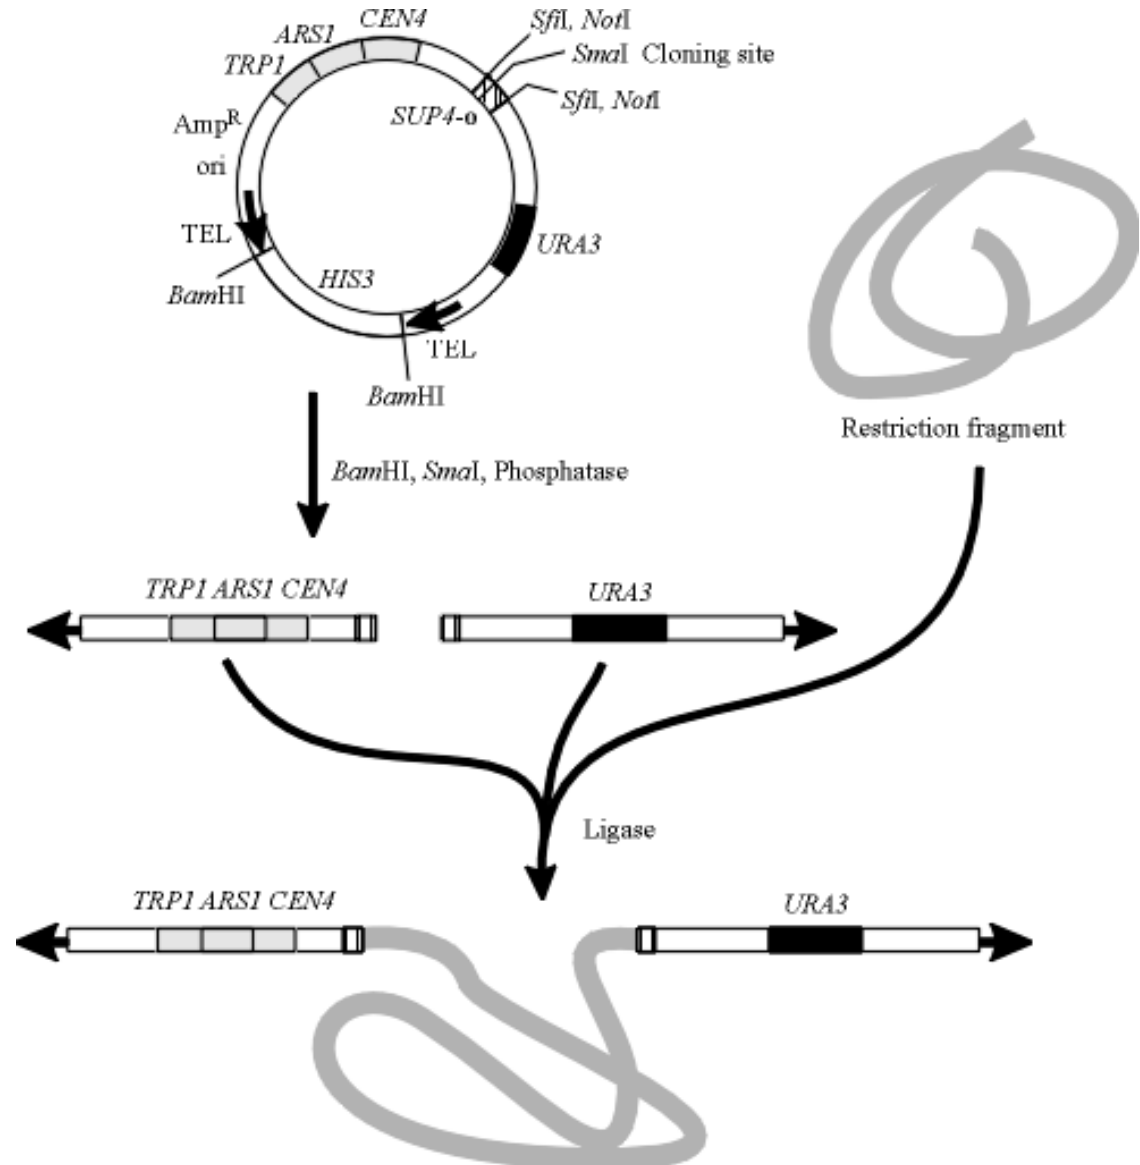 CEN4
ARS1
TRP1
SfiI, NotI
SmaI Cloning site
SfiI, NotI
SUP4-o
AmpR
ori
TEL
BamHI
HIS3
URA3
TEL
BamHI
Restriction fragment
BamHI, SmaI, Phosphatase
TRP1 ARS1 CEN4
URA3
Ligase
TRP1 ARS1 CEN4
URA3